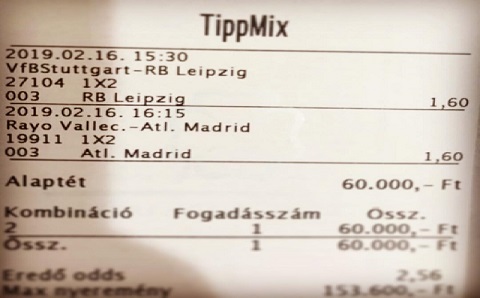 TippMix
2019.02.16. 15:30
VfBStuttgart-RB Leipzig
27104 1X2
003 RB Leipzig 1,60
2019.02.16. 16:15
Rayo Vallec.-Atl. Madrid
19911 1X2
003 Atl. Madrid 1,60
Alaptét 60.000,- Ft
Kombináció Fogadásszám Össz.
2 1 60.000,- Ft
Össz. 1 60.000,- Ft
Eredő odds 2,56
Max nyeremény 153.600,- Ft